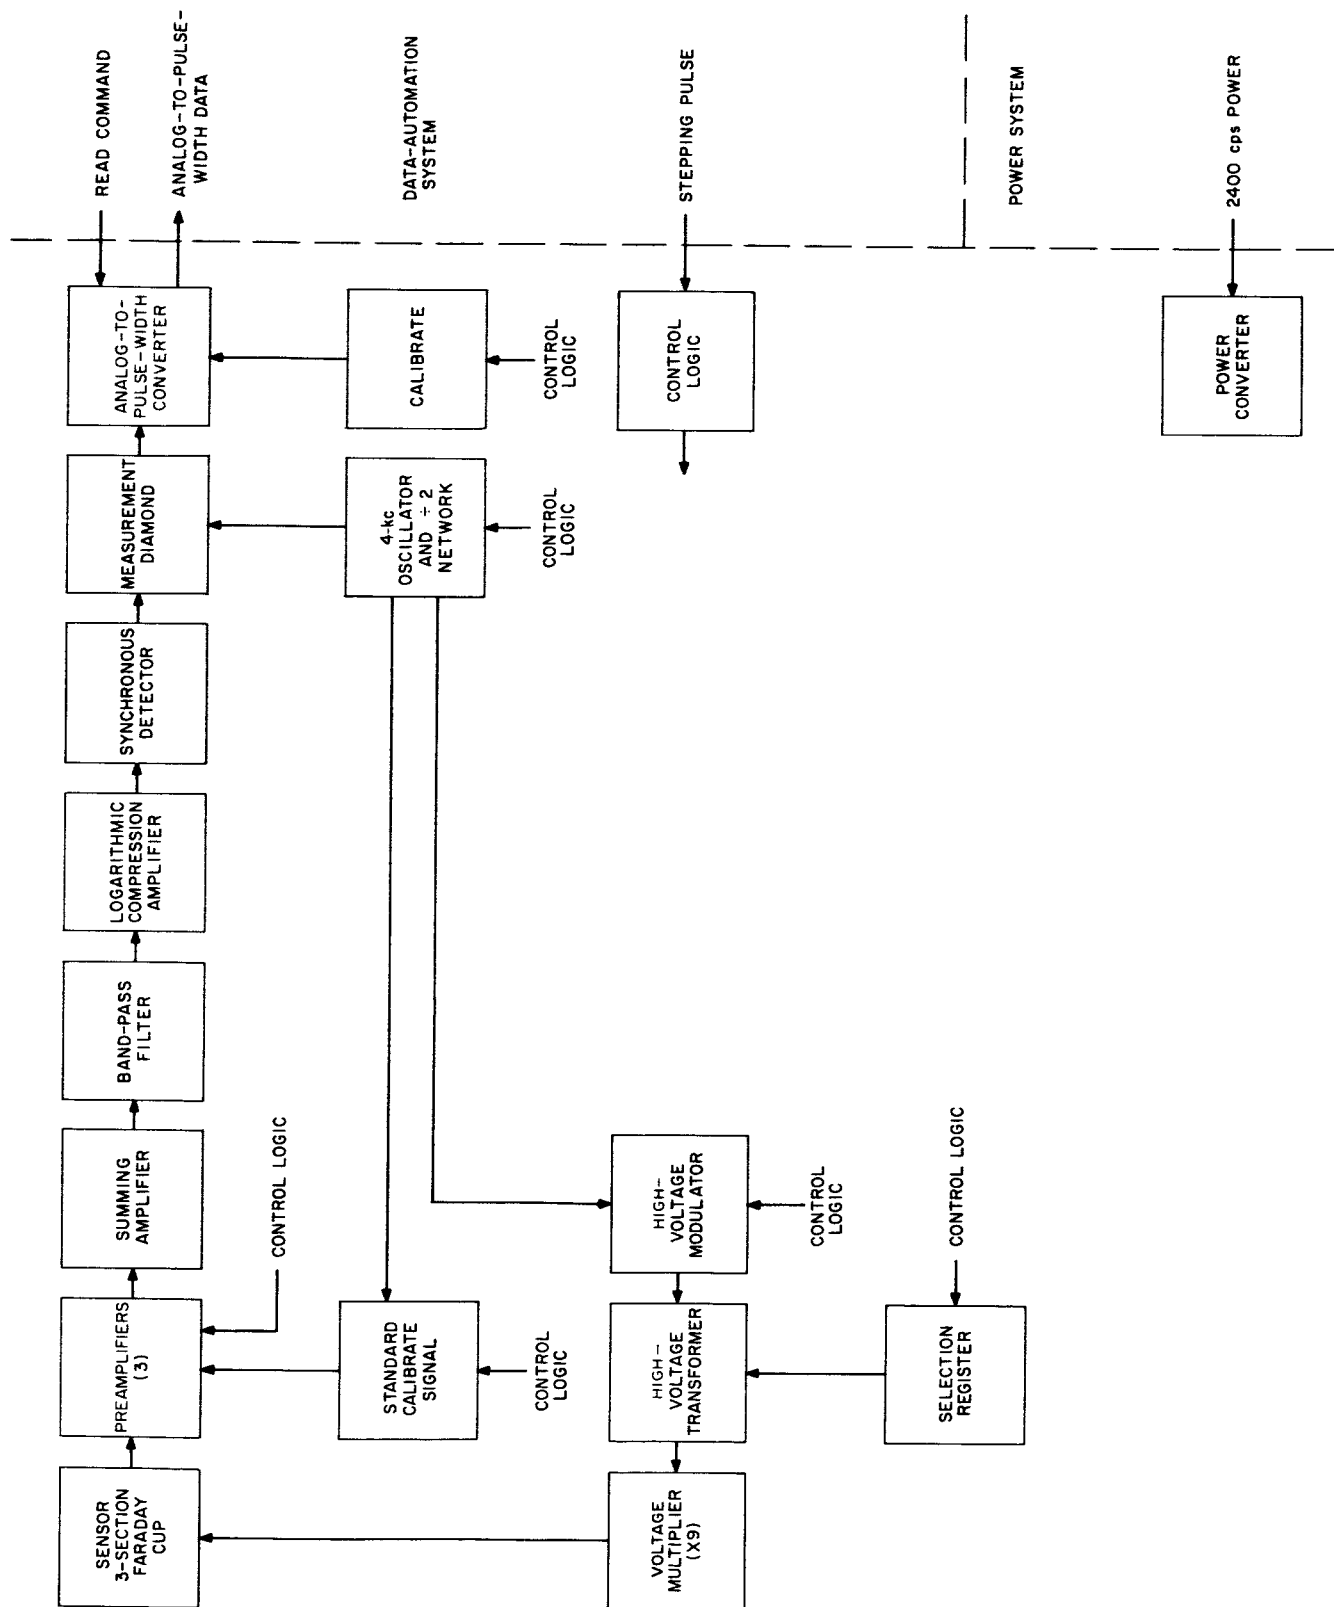 SENSOR
3-SECTION
FARADAY
CUP
PREAMPLIFIERS
(3)
SUMMING
AMPLIFIER
BAND-PASS
FILTER
LOGARITHMIC
COMPRESSION
AMPLIFIER
SYNCHRONOUS
DETECTOR
MEASUREMENT
DIAMOND
ANALOG-TO-
PULSE-WIDTH
CONVERTER
READ COMMAND
ANALOG-TO-PULSE-
WIDTH DATA
CONTROL LOGIC
STANDARD
CALIBRATE
SIGNAL
CONTROL
LOGIC
4-kc
OSCILLATOR
AND ÷ 2
NETWORK
CONTROL
LOGIC
CALIBRATE
CONTROL
LOGIC
DATA-AUTOMATION
SYSTEM
VOLTAGE
MULTIPLIER
(X9)
HIGH-
VOLTAGE
TRANSFORMER
HIGH-
VOLTAGE
MODULATOR
CONTROL
LOGIC
CONTROL
LOGIC
STEPPING PULSE
SELECTION
REGISTER
CONTROL LOGIC
POWER SYSTEM
POWER
CONVERTER
2400 cps POWER